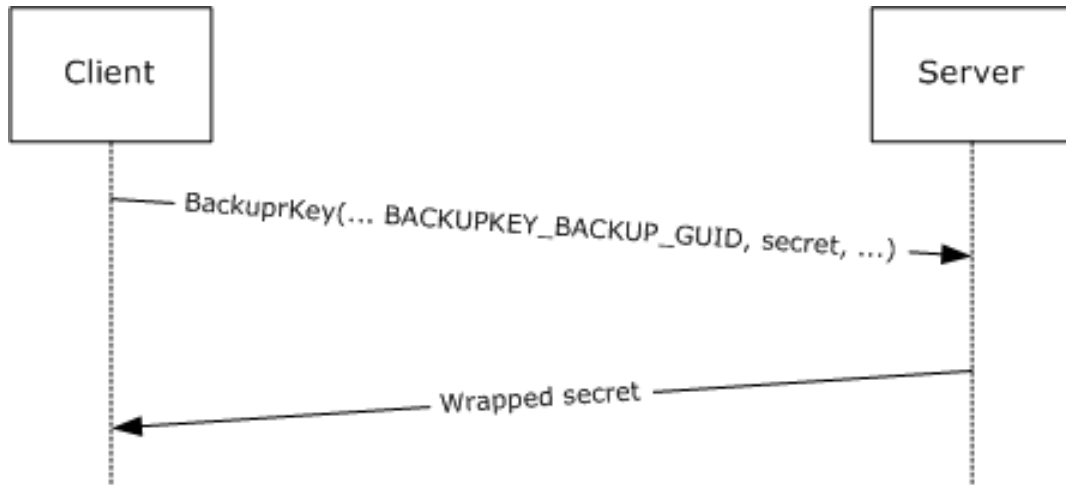 Client
Server
BackuprKey(... BACKUPKEY_BACKUP_GUID, secret, ...)
Wrapped secret